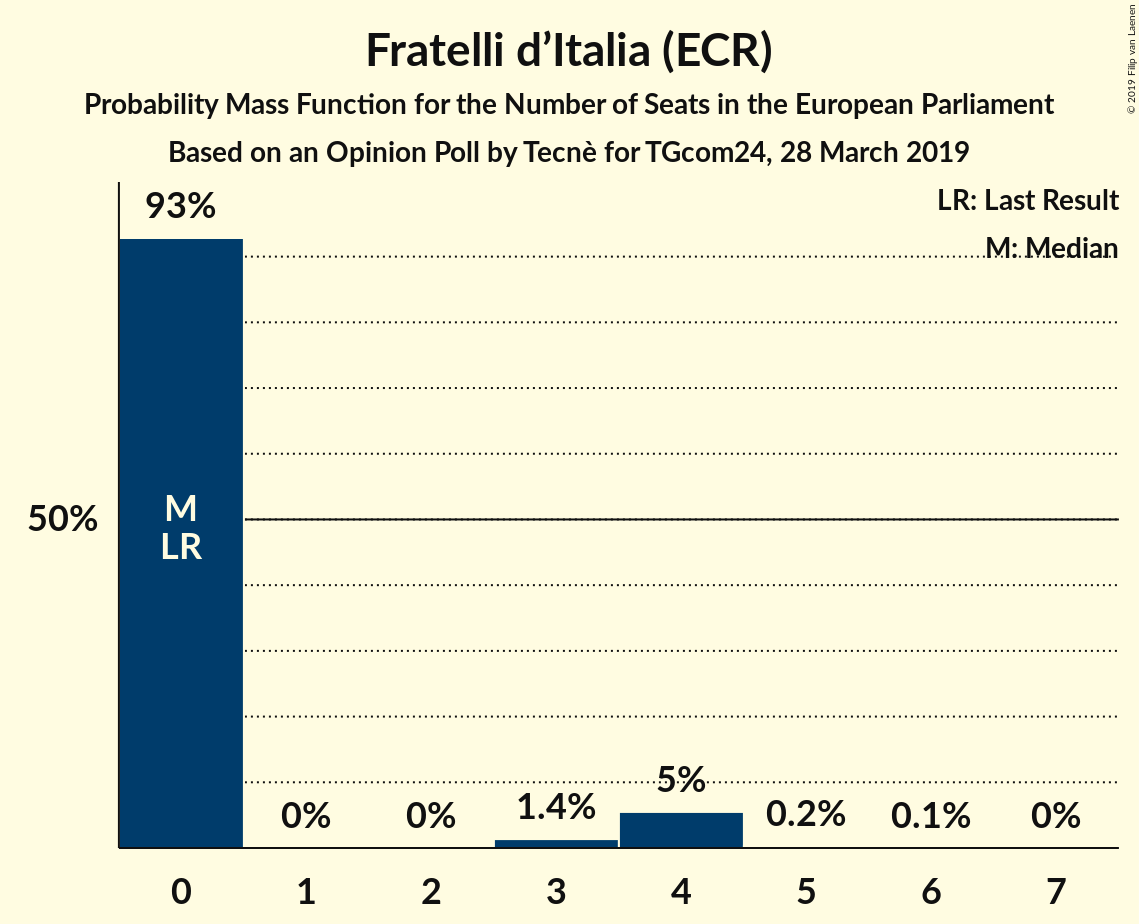 Fratelli d’Italia (ECR)
Probability Mass Function for the Number of Seats in the European Parliament
Based on an Opinion Poll by Tecnè for TGcom24, 28 March 2019
© 2019 Filip van Laenen
LR: Last Result
M: Median
93%
50%
M
LR
0%
0%
1.4%
5%
0.2%
0.1%
0%
0 1 2 3 4 5 6 7